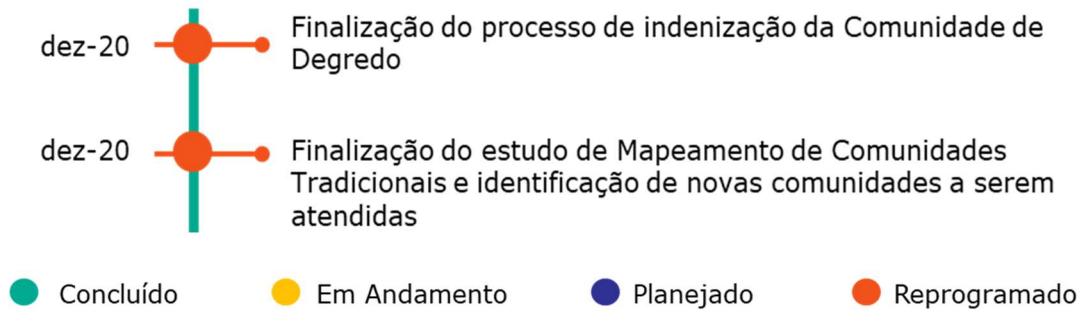 dez-20
Finalização do processo de indenização da Comunidade de
Degredo
dez-20
Finalização do estudo de Mapeamento de Comunidades
Tradicionais e identificação de novas comunidades a serem
atendidas
Concluído
Em Andamento
Planejado
Reprogramado